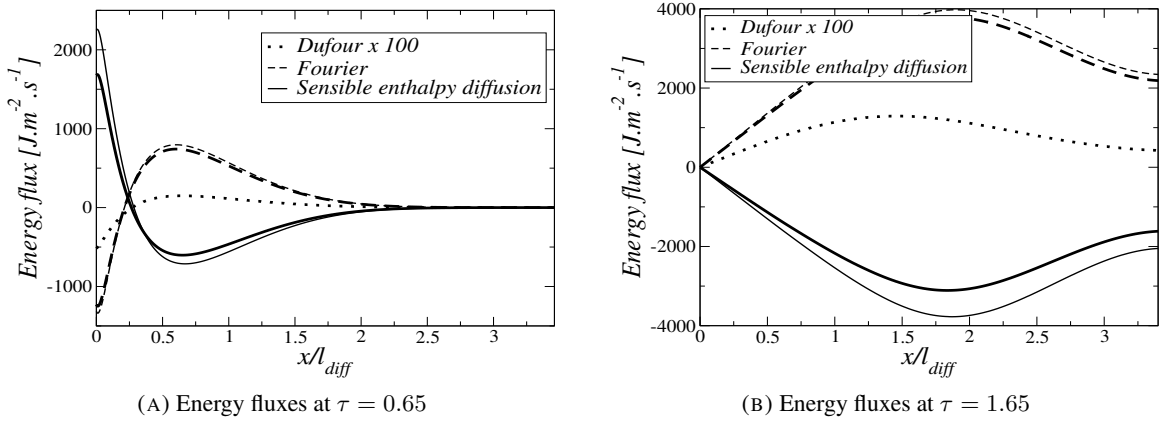 2000
1000
0
-1000
Energy flux [J.m⁻².s⁻¹]
Dufour x 100
Fourier
Sensible enthalpy diffusion
0 0.5 1 1.5 2 2.5 3
x/l_diff
(A) Energy fluxes at τ = 0.65
4000
2000
0
-2000
-4000
Energy flux [J.m⁻².s⁻¹]
Dufour x 100
Fourier
Sensible enthalpy diffusion
0 0.5 1 1.5 2 2.5 3
x/l_diff
(B) Energy fluxes at τ = 1.65